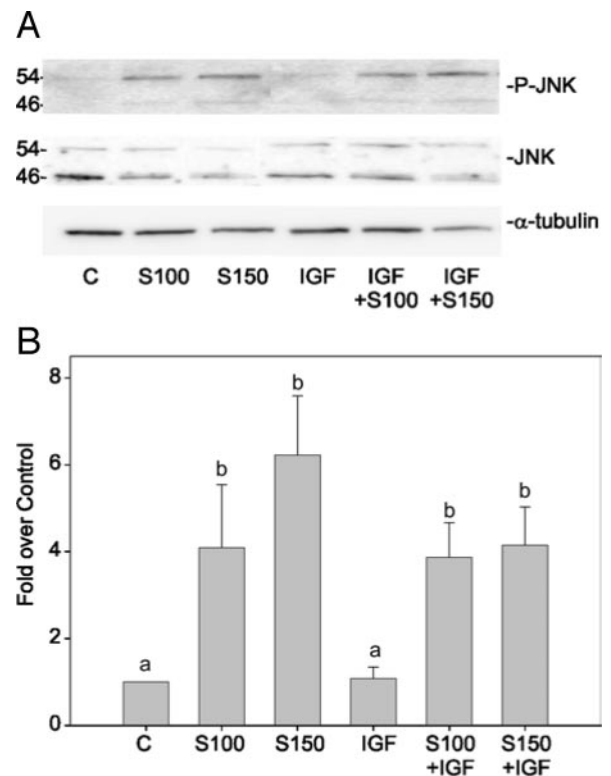 A
54-
46-
-P-JNK
54-
46-
-JNK
-α-tubulin
C S100 S150 IGF IGF +S100 IGF +S150
B
Fold over Control
8
6
4
2
0
a
b
b
a
b
b
C S100 S150 IGF S100 +IGF S150 +IGF